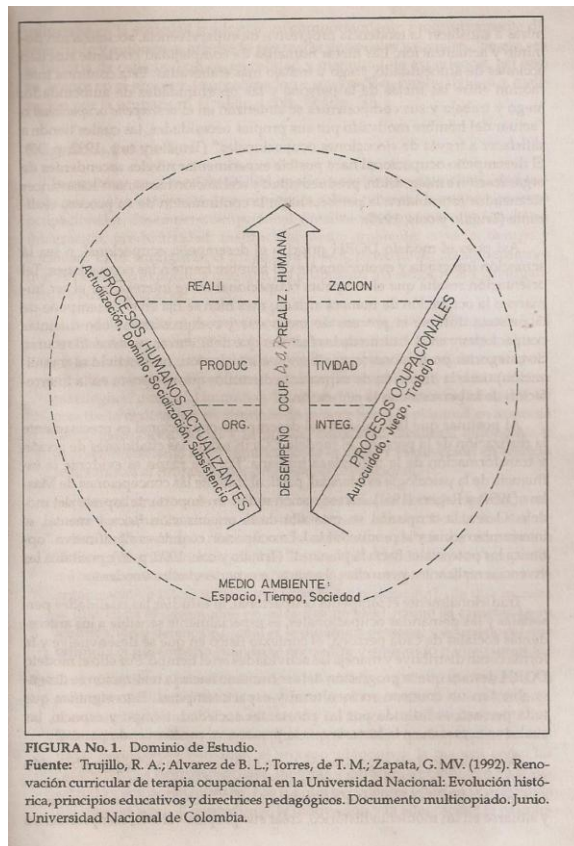 REALI. ZACION
PRODUC TIVIDAD
ORG. INTEG.
DESEMPEÑO OCUP. REALIZ. HUMANA
PROCESOS HUMANOS ACTUALIZANTES
Actualización, Dominio, Socialización, Subsistencia
PROCESOS OCUPACIONALES
Autocuidado, Juego, Trabajo
MEDIO AMBIENTE:
Espacio, Tiempo, Sociedad
FIGURA No. 1. Dominio de Estudio.
Fuente: Trujillo, R. A.; Alvarez de B. L.; Torres, de T. M.; Zapata, G. MV. (1992). Reno-
vación curricular de terapia ocupacional en la Universidad Nacional: Evolución histó-
rica, principios educativos y directrices pedagógicos. Documento multicopiado. Junio.
Universidad Nacional de Colombia.